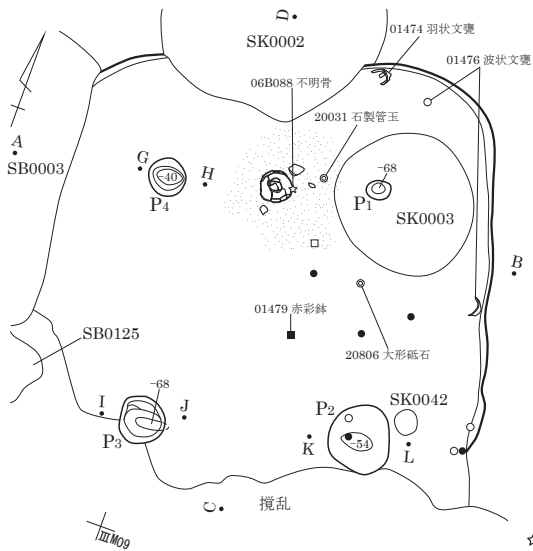 D
SK0002
01474 羽状文甕
06B088 不明骨
01476 波状文甕
20031 石製管玉
A
SB0003
G
-40
H
P4
-68
P1
SK0003
B
01479 赤彩鉢
SB0125
20806 大形砥石
I
-68
J
P3
P2
SK0042
K
-54
L
C
撹乱
ⅢM09